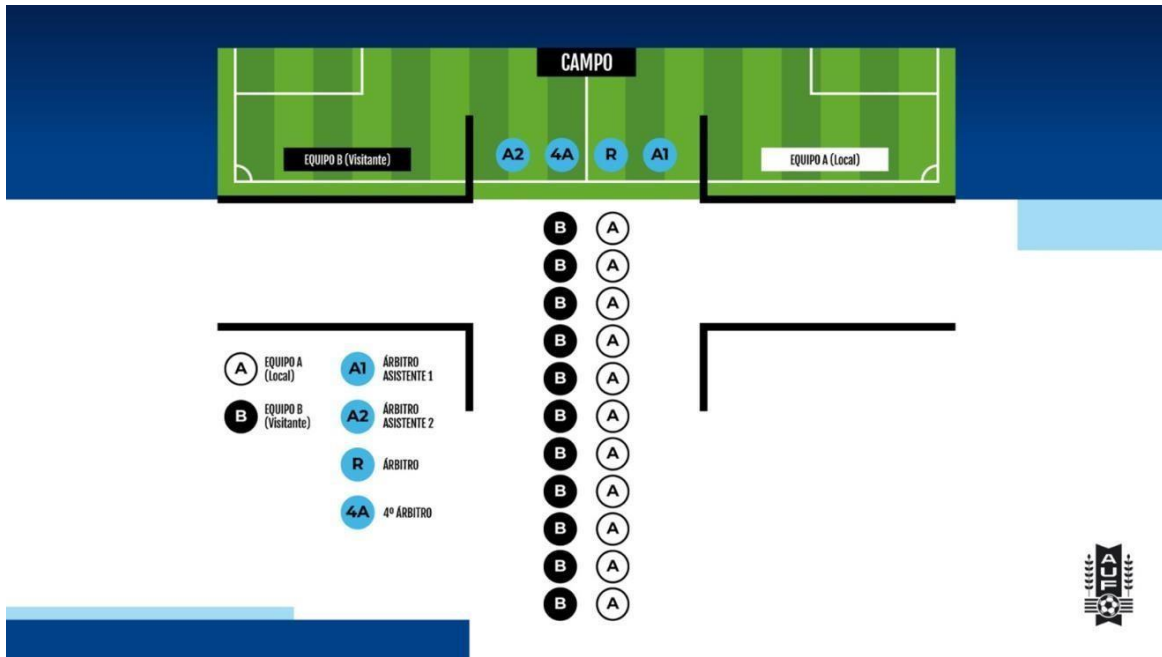 CAMPO
EQUIPO B (Visitante)
A2 4A R A1
EQUIPO A (Local)
B A
B A
B A
B A
B A
B A
B A
B A
B A
B A
B A
A EQUIPO A
(Local)
B EQUIPO B
(Visitante)
A1 ÁRBITRO
ASISTENTE 1
A2 ÁRBITRO
ASISTENTE 2
R ÁRBITRO
4A 4º ÁRBITRO
AUF